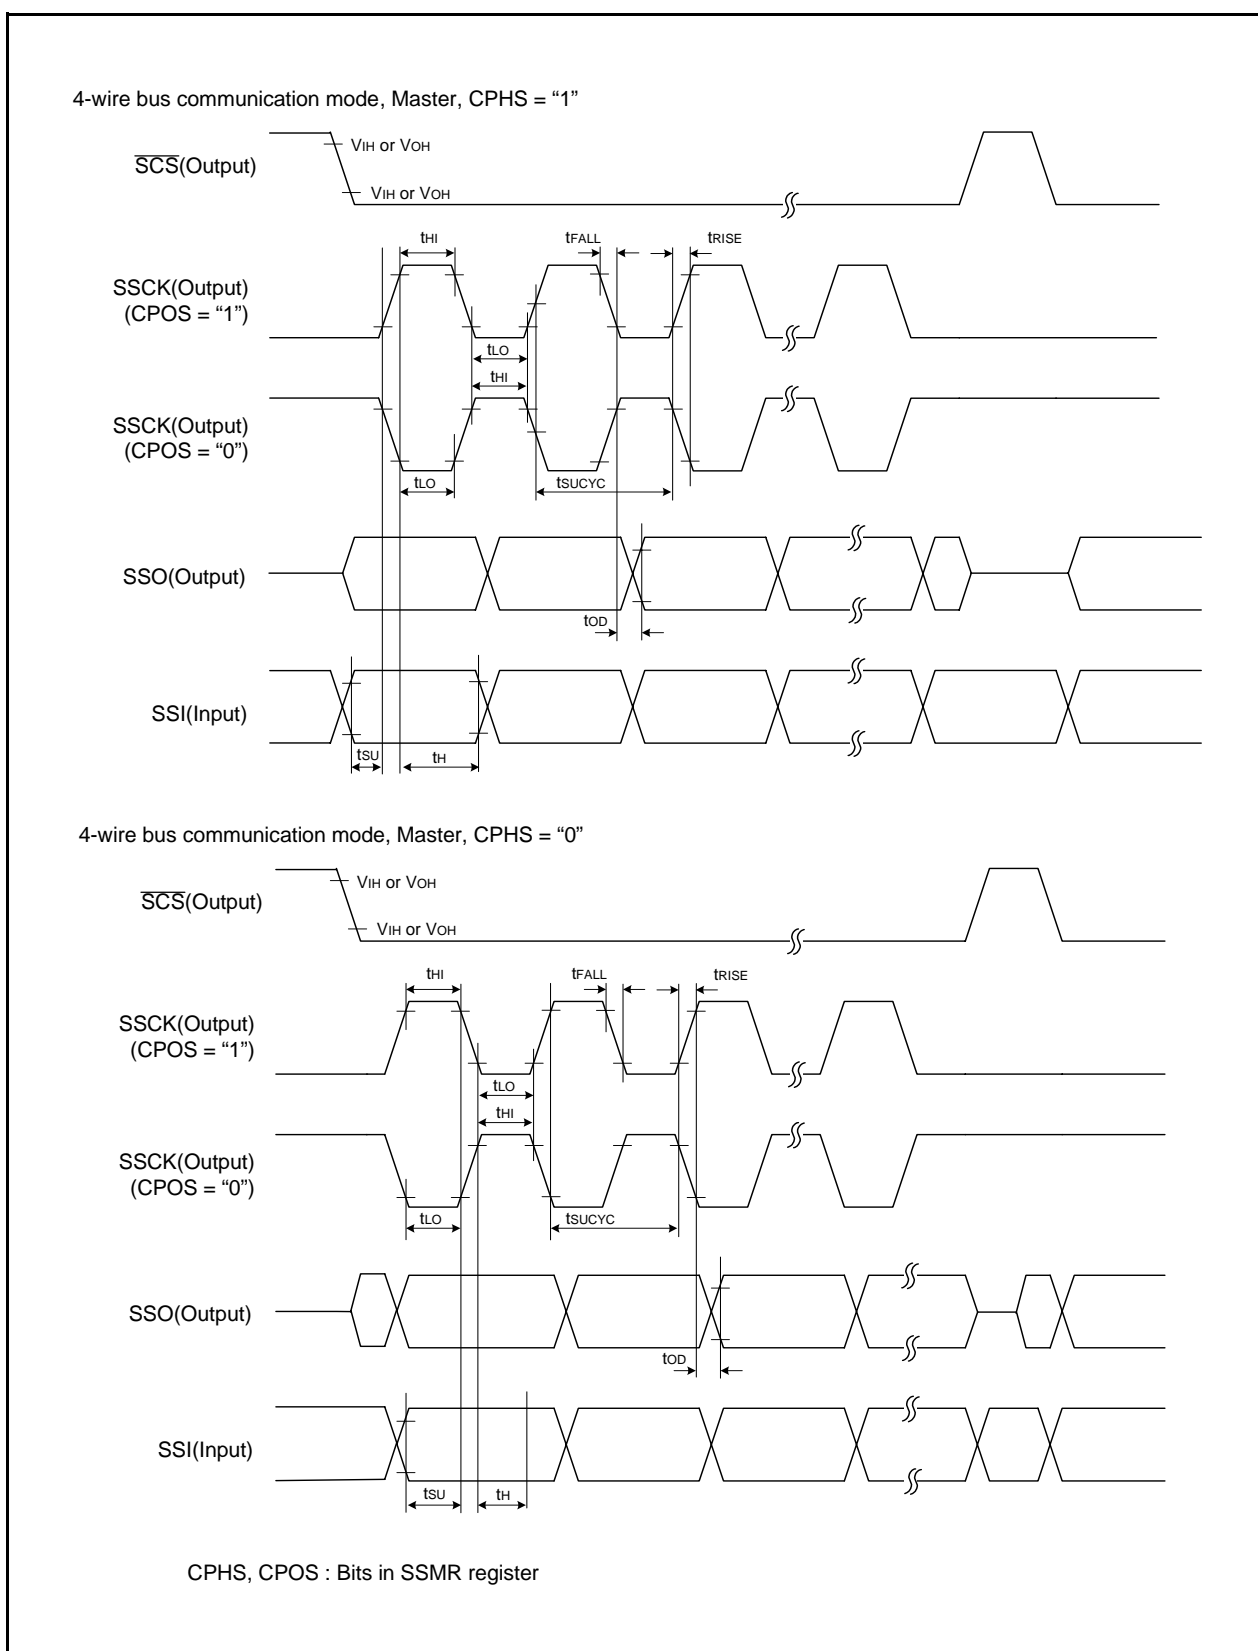 4-wire bus communication mode, Master, CPHS = “1”
VIH or VOH
SCS(Output)
VIH or VOH
tHI
tFALL
tRISE
SSCK(Output)
(CPOS = “1”)
tLO
tHI
SSCK(Output)
(CPOS = “0”)
tLO
tSUCYC
SSO(Output)
tOD
SSI(Input)
tSU
tH
4-wire bus communication mode, Master, CPHS = “0”
VIH or VOH
SCS(Output)
VIH or VOH
tHI
tFALL
tRISE
SSCK(Output)
(CPOS = “1”)
tLO
tHI
SSCK(Output)
(CPOS = “0”)
tLO
tSUCYC
SSO(Output)
tOD
SSI(Input)
tSU
tH
CPHS, CPOS : Bits in SSMR register